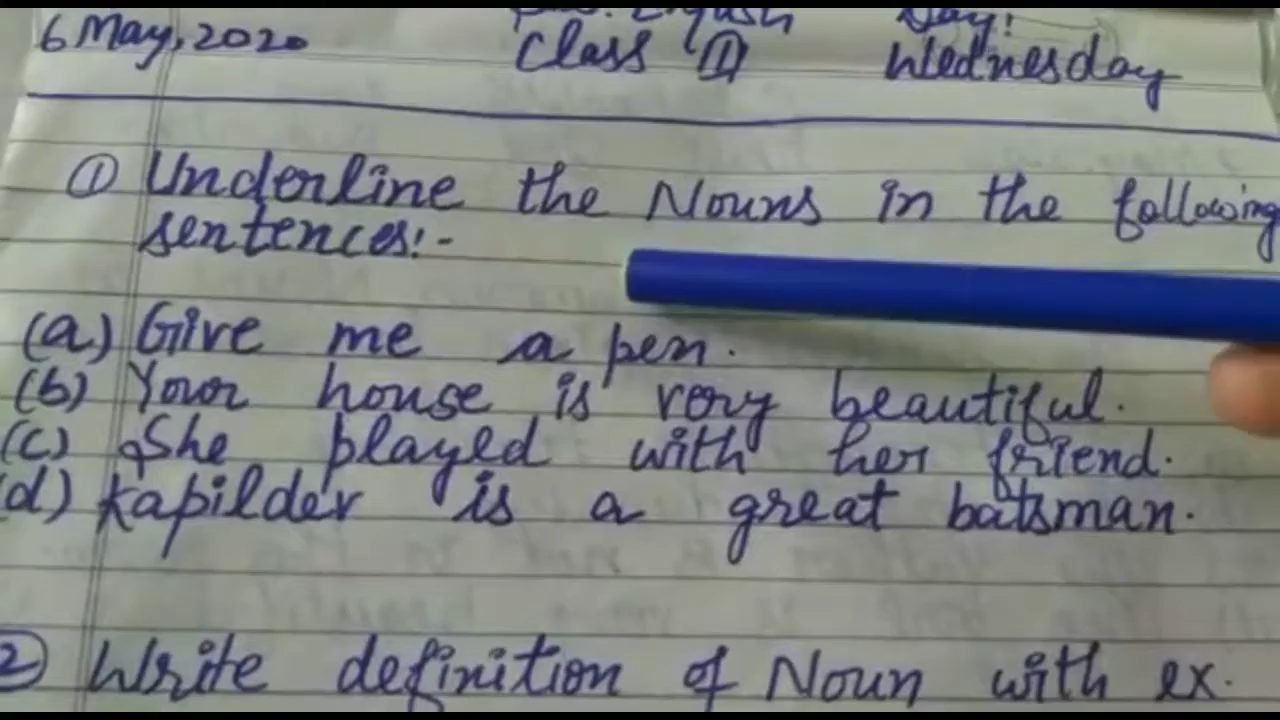 6 May, 2020 Class II Wednesday
① Underline the Nouns in the following
sentences:-
(a) Give me a pen.
(b) Your house is very beautiful.
(c) She played with her friend.
(d) Kapildev is a great batsman.
2 Write definition of Noun with ex.